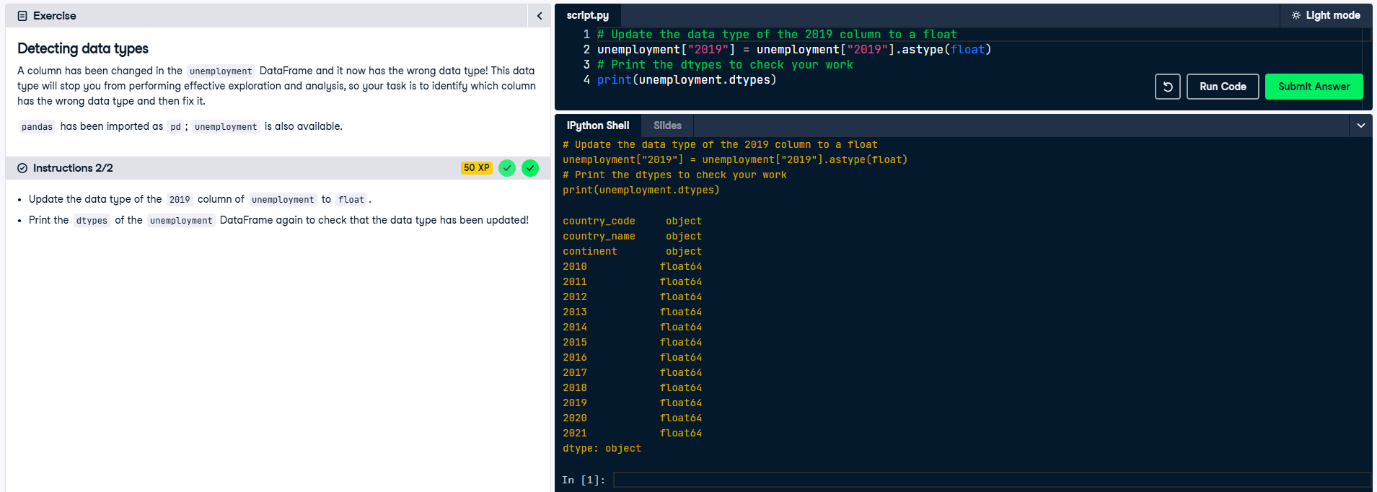 Exercise
Detecting data types
A column has been changed in the unemployment DataFrame and it now has the wrong data type! This data
type will stop you from performing effective exploration and analysis, so your task is to identify which column
has the wrong data type and then fix it.
pandas has been imported as pd ; unemployment is also available.
Instructions 2/2
50 XP
• Update the data type of the 2019 column of unemployment to float .
• Print the dtypes of the unemployment DataFrame again to check that the data type has been updated!
script.py
Light mode
1 # Update the data type of the 2019 column to a float
2 unemployment["2019"] = unemployment["2019"].astype(float)
3 # Print the dtypes to check your work
4 print(unemployment.dtypes)
Run Code
Submit Answer
IPython Shell
Slides
# Update the data type of the 2019 column to a float
unemployment["2019"] = unemployment["2019"].astype(float)
# Print the dtypes to check your work
print(unemployment.dtypes)
country_code object
country_name object
continent object
2010 float64
2011 float64
2012 float64
2013 float64
2014 float64
2015 float64
2016 float64
2017 float64
2018 float64
2019 float64
2020 float64
2021 float64
dtype: object
In [1]: